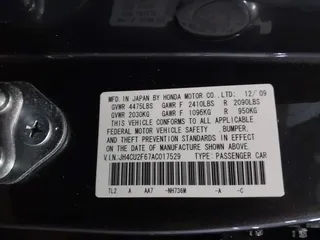 MFD. IN JAPAN BY HONDA MOTOR CO.,LTD. 12/09
GVWR 4475LBS GAWR F 2410LBS R 2090LBS
GVWR 2030KG GAWR F 1095KG R 950KG
THIS VEHICLE CONFORMS TO ALL APPLICABLE
FEDERAL MOTOR VEHICLE SAFETY, BUMPER,
AND THEFT PREVENTION STANDARDS IN EFFECT
ON THE DATE OF MANUFACTURE SHOWN ABOVE.
V.I.N.:JH4CU2F67AC017529 TYPE: PASSENGER CAR
TL2 A AA7 -NH736M -A -C